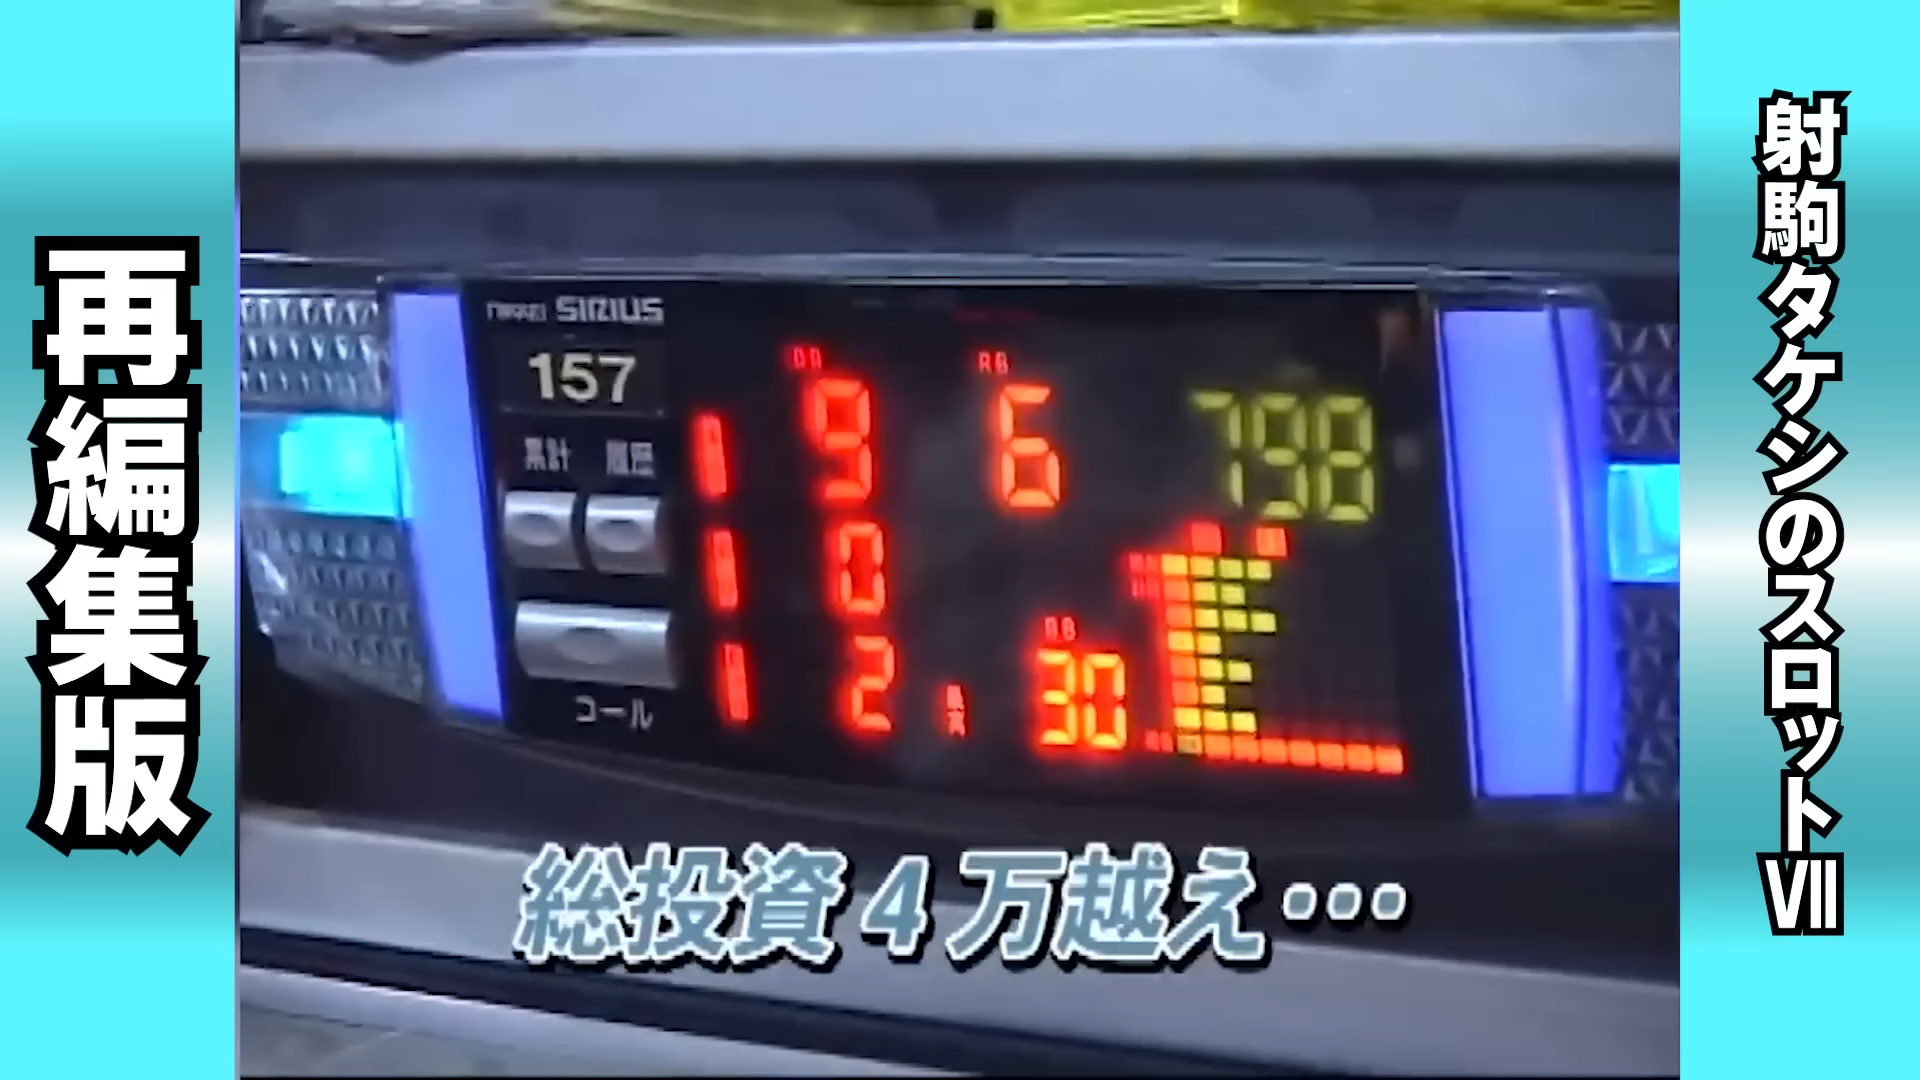 再編集版
射駒タケシのスロットⅦ
SIRIUS
157
BB
RB
9
6
798
累計 履歴
1
1
0
1
2
RB
30
コール
総投資4万越え…